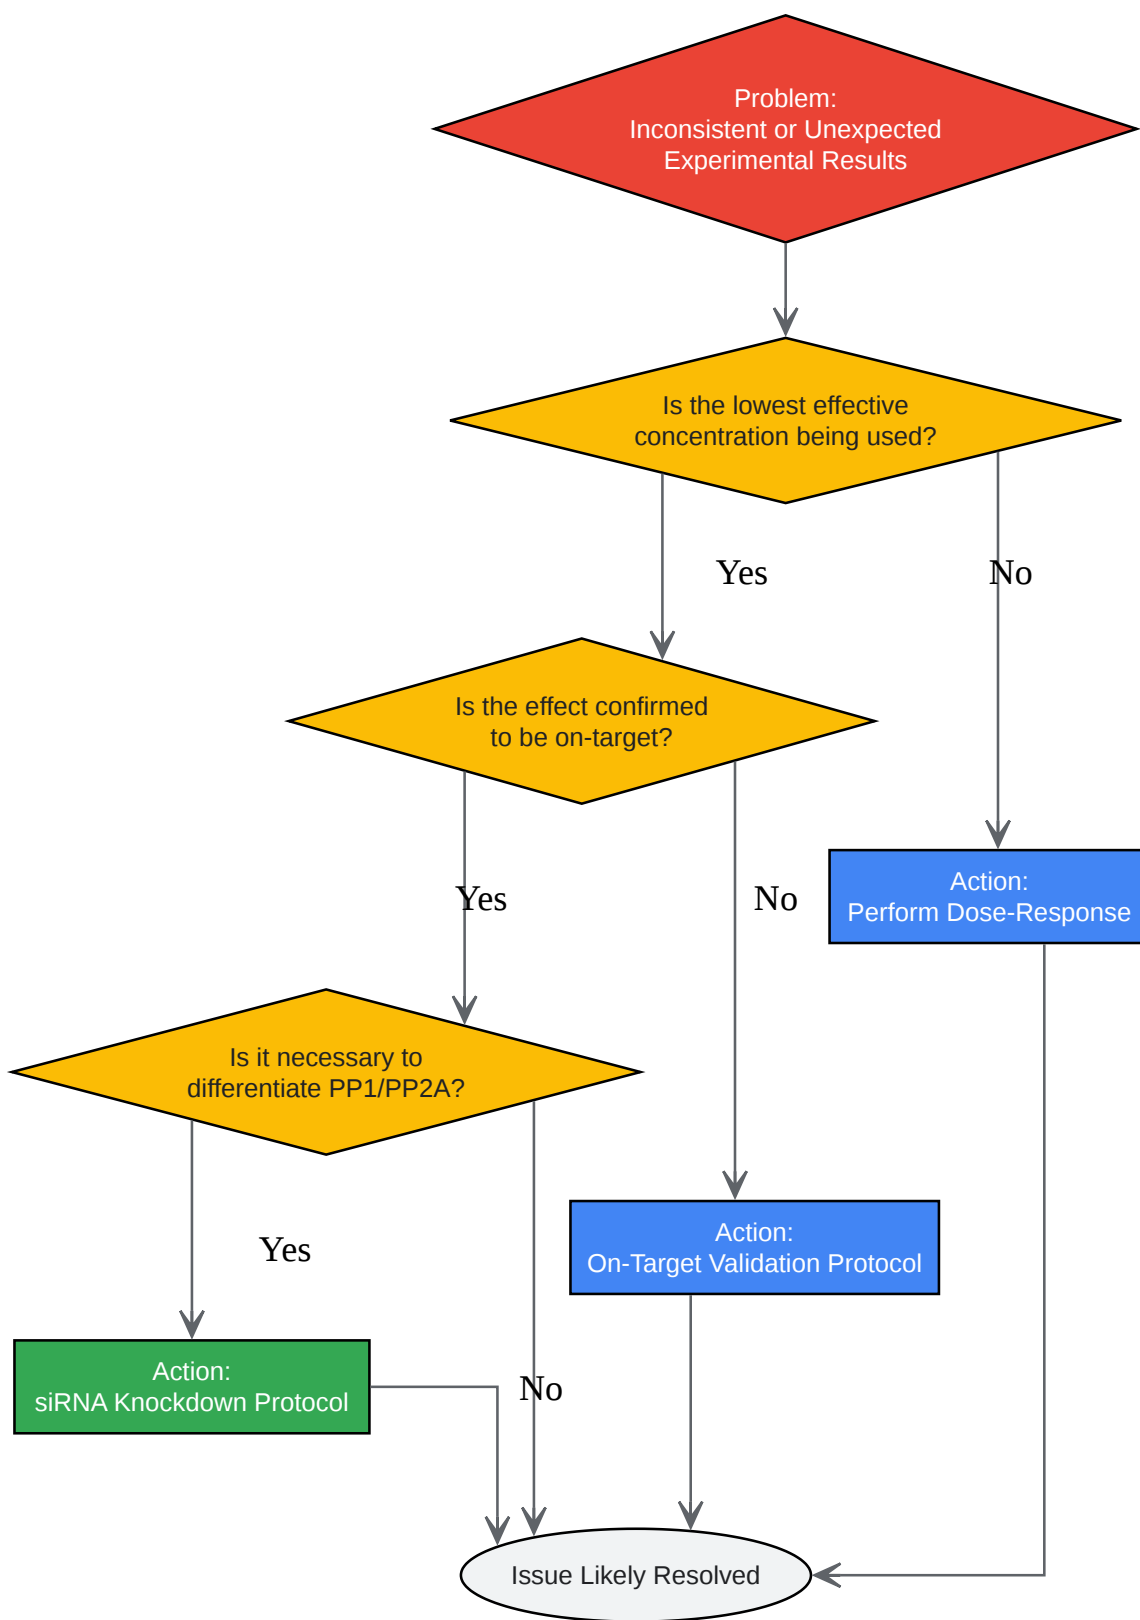 Problem:
Inconsistent or Unexpected
Experimental Results
Is the lowest effective
concentration being used?
Yes
No
Is the effect confirmed
to be on-target?
Yes
No
Action:
Perform Dose-Response
Is it necessary to
differentiate PP1/PP2A?
Yes
Action:
On-Target Validation Protocol
Action:
siRNA Knockdown Protocol
No
Issue Likely Resolved